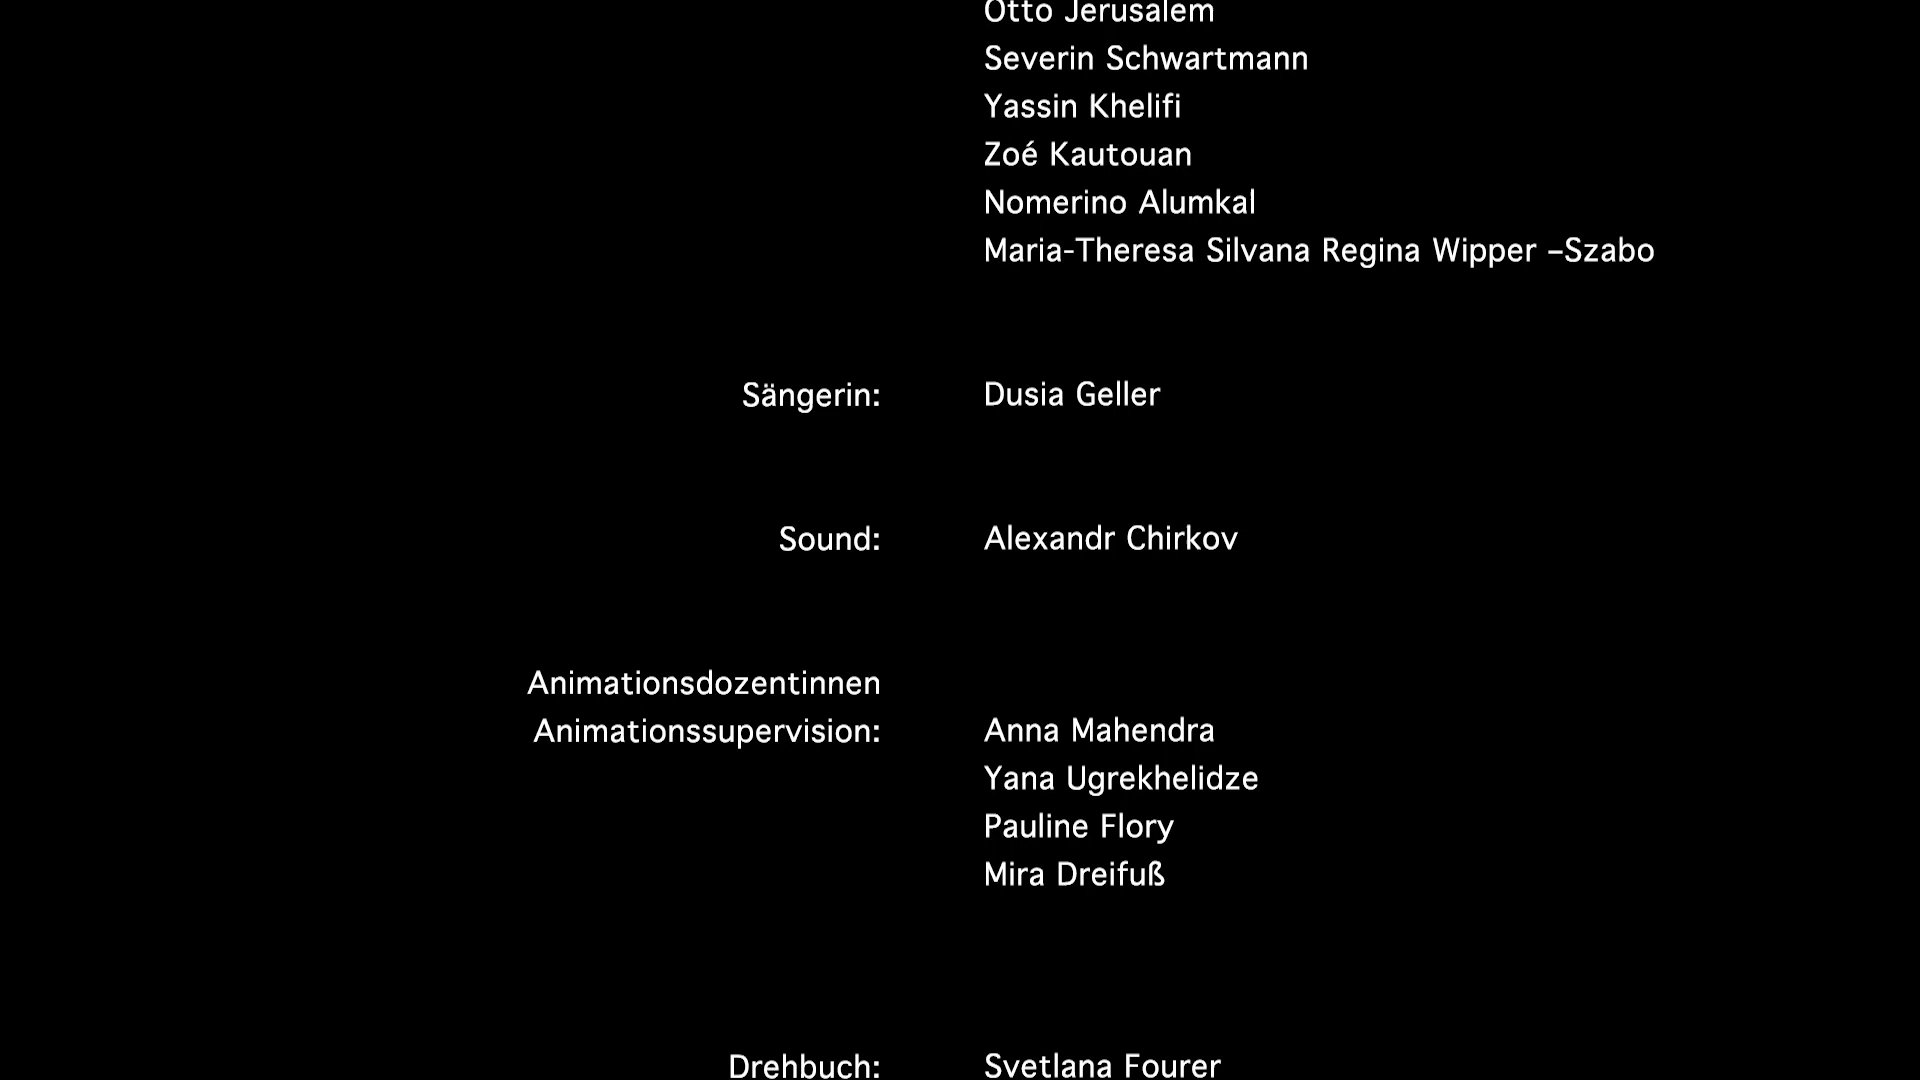 Otto Jerusalem
Severin Schwartmann
Yassin Khelifi
Zoé Kautouan
Nomerino Alumkal
Maria-Theresa Silvana Regina Wipper –Szabo
Sängerin: Dusia Geller
Sound: Alexandr Chirkov
Animationsdozentinnen
Animationssupervision: Anna Mahendra
Yana Ugrekhelidze
Pauline Flory
Mira Dreifuß
Drehbuch: Svetlana Fourer